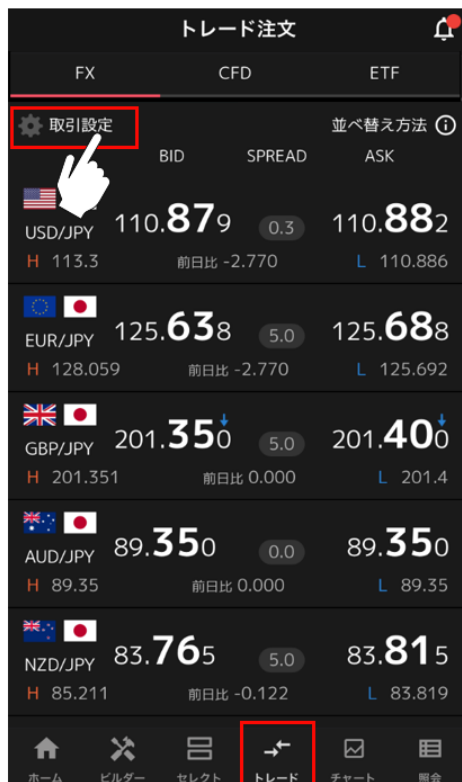 トレード注文
FX CFD ETF
取引設定 並べ替え方法
BID SPREAD ASK
USD/JPY 110.879 0.3 110.882
H 113.3 前日比 -2.770 L 110.886
EUR/JPY 125.638 5.0 125.688
H 128.059 前日比 -2.770 L 125.692
GBP/JPY 201.350 5.0 201.400
H 201.351 前日比 0.000 L 201.4
AUD/JPY 89.350 0.0 89.350
H 89.35 前日比 0.000 L 89.35
NZD/JPY 83.765 5.0 83.815
H 85.211 前日比 -0.122 L 83.819
ホーム ビルダー セレクト トレード チャート 照会